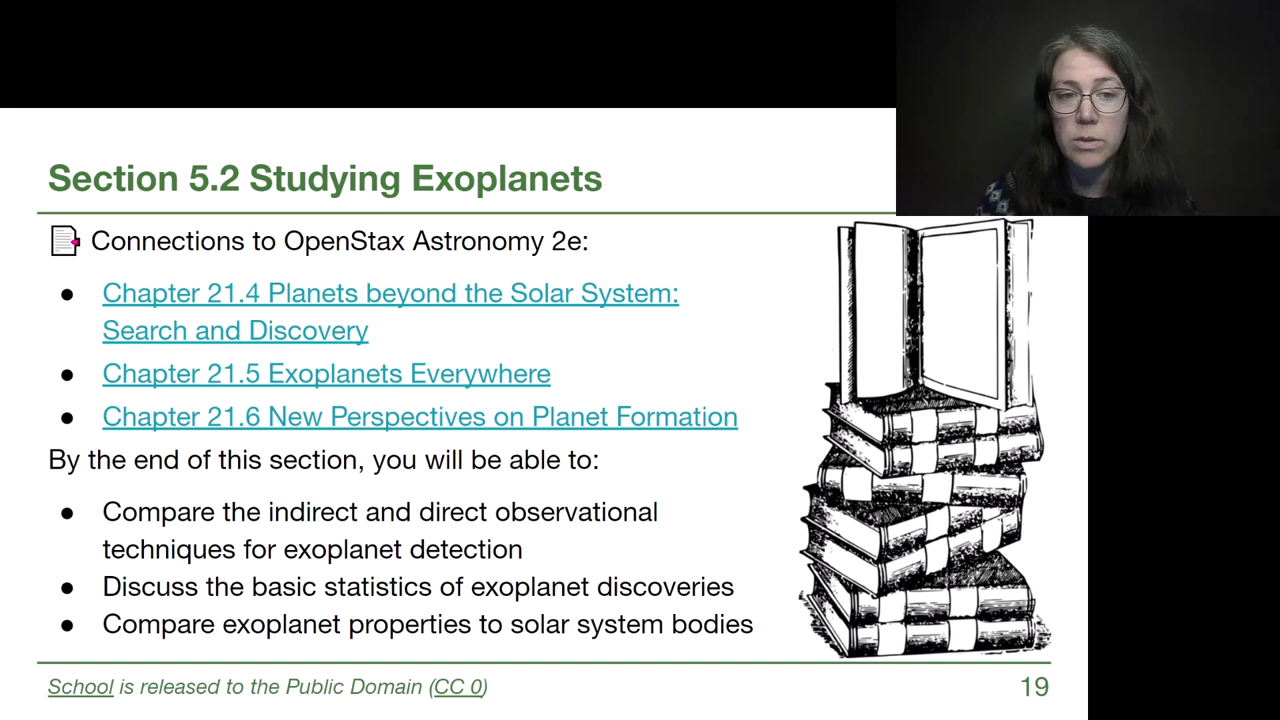 Section 5.2 Studying Exoplanets
Connections to OpenStax Astronomy 2e:
● Chapter 21.4 Planets beyond the Solar System:
Search and Discovery
● Chapter 21.5 Exoplanets Everywhere
● Chapter 21.6 New Perspectives on Planet Formation
By the end of this section, you will be able to:
● Compare the indirect and direct observational
techniques for exoplanet detection
● Discuss the basic statistics of exoplanet discoveries
● Compare exoplanet properties to solar system bodies
School is released to the Public Domain (CC 0)
19